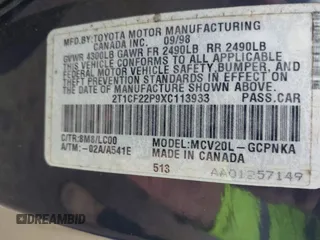 MFD.BY:TOYOTA MOTOR MANUFACTURING
CANADA INC. 09/98
GVWR 4300LB GAWR FR 2490LB RR 2490LB
THIS VEHICLE CONFORMS TO ALL APPLICABLE
FEDERAL MOTOR VEHICLE SAFETY, BUMPER, AND
THEFT PREVENTION STANDARDS IN EFFECT ON
THE DATE OF MANUFACTURE SHOWN ABOVE.
2T1CF22P9XC113933 PASS.CAR
C/TR:8M8/LC00 MODEL:MCV20L-GCPNKA
A/TM:-02A/A541E MADE IN CANADA
513
AA01257149
DREAMBID